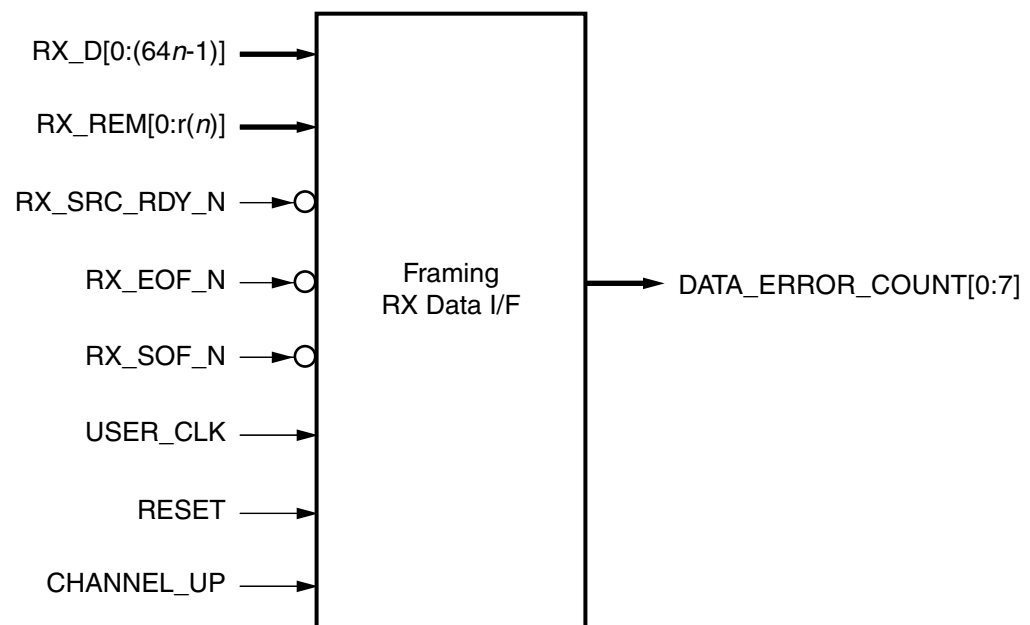 RX_D[0:(64n-1)]
RX_REM[0:r(n)]
RX_SRC_RDY_N
RX_EOF_N
RX_SOF_N
USER_CLK
RESET
CHANNEL_UP
Framing
RX Data I/F
DATA_ERROR_COUNT[0:7]